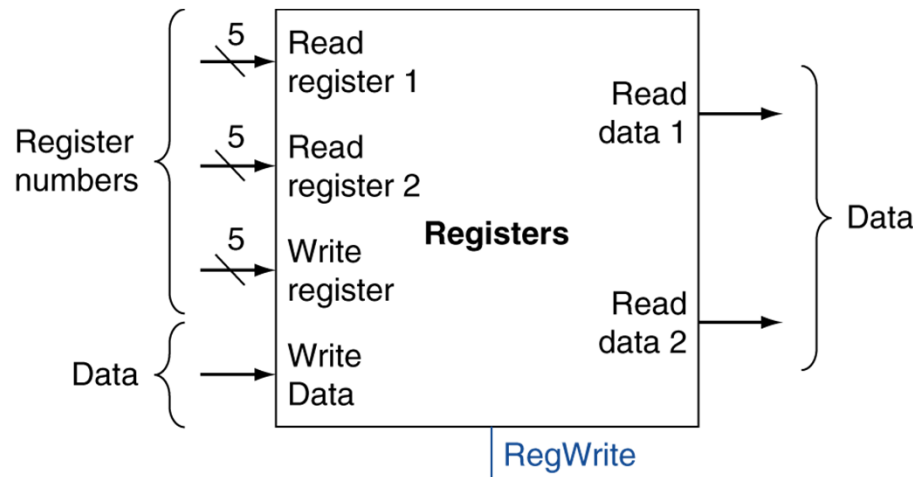 Register
numbers
Data
5
Read
register 1
5
Read
register 2
5
Write
register
Write
Data
Registers
Read
data 1
Read
data 2
Data
RegWrite